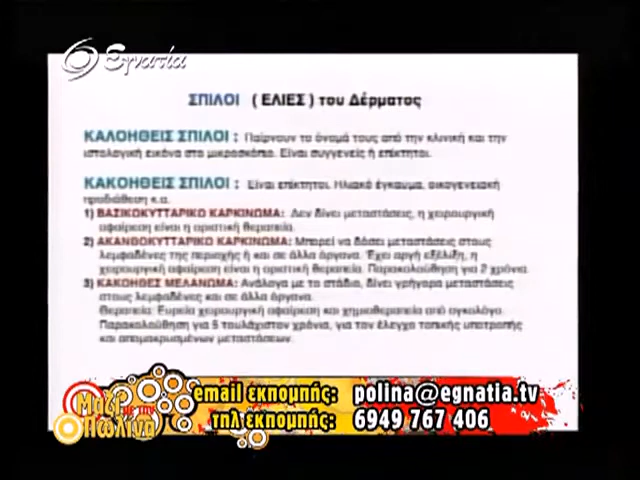 Εγνατία
ΣΠΙΛΟΙ (ΕΛΙΕΣ) του Δέρματος
ΚΑΛΟΗΘΕΙΣ ΣΠΙΛΟΙ : Παίρνουν το όνομά τους από την κλινική και την
ιστολογική εικόνα στο μικροσκόπιο. Είναι συγγενείς ή επίκτητοι.
ΚΑΚΟΗΘΕΙΣ ΣΠΙΛΟΙ : Είναι επίκτητοι. Ηλιακό έγκαυμα, οικογενειακή
προδιάθεση κ.α.
1) ΒΑΣΙΚΟΚΥΤΤΑΡΙΚΟ ΚΑΡΚΙΝΩΜΑ: Δεν δίνει μεταστάσεις, η χειρουργική
αφαίρεση είναι η οριστική θεραπεία.
2) ΑΚΑΝΘΟΚΥΤΤΑΡΙΚΟ ΚΑΡΚΙΝΩΜΑ: Μπορεί να δόσει μεταστάσεις στους
λεμφαδένες της περιοχής ή και σε άλλα όργανα. Έχει αργή εξέλιξη, η
χειρουργική αφαίρεση είναι η οριστική θεραπεία. Παρακολούθηση για 2 χρόνια.
3) ΚΑΚΟΗΘΕΣ ΜΕΛΑΝΩΜΑ: Ανάλογα με το στάδιο, δίνει γρήγορα μεταστάσεις
στους λεμφαδένες και σε άλλα όργανα.
Θεραπεία: Ευρεία χειρουργική αφαίρεση και χημιοθεραπεία από ογκολόγο.
Παρακολούθηση για 5 τουλάχιστον χρόνια, για τον έλεγχο τοπικής υποτροπής
και απομακρυσμένων μεταστάσεων.
Μαζί με την Πωλίνα
email εκπομπής: polina@egnatia.tv
τηλ εκπομπής: 6949 767 406